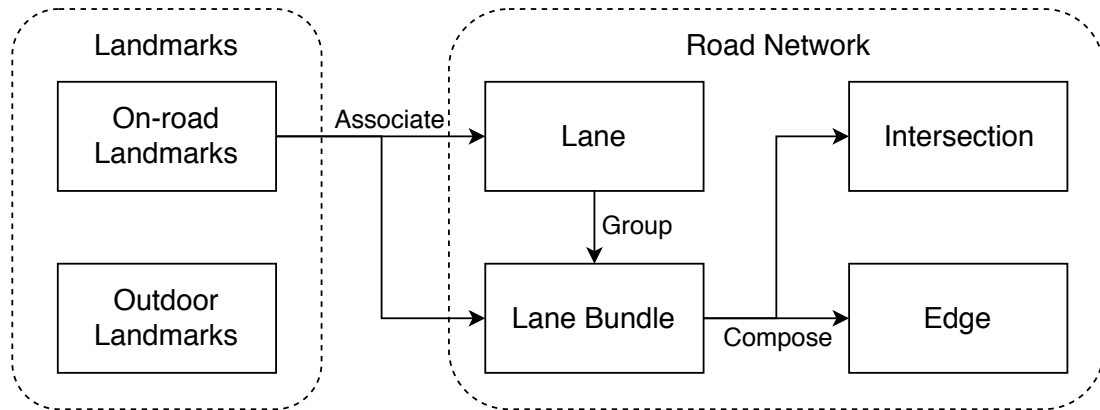 Landmarks
Road Network
On-road
Landmarks
Associate
Lane
Intersection
Group
Outdoor
Landmarks
Lane Bundle
Compose
Edge